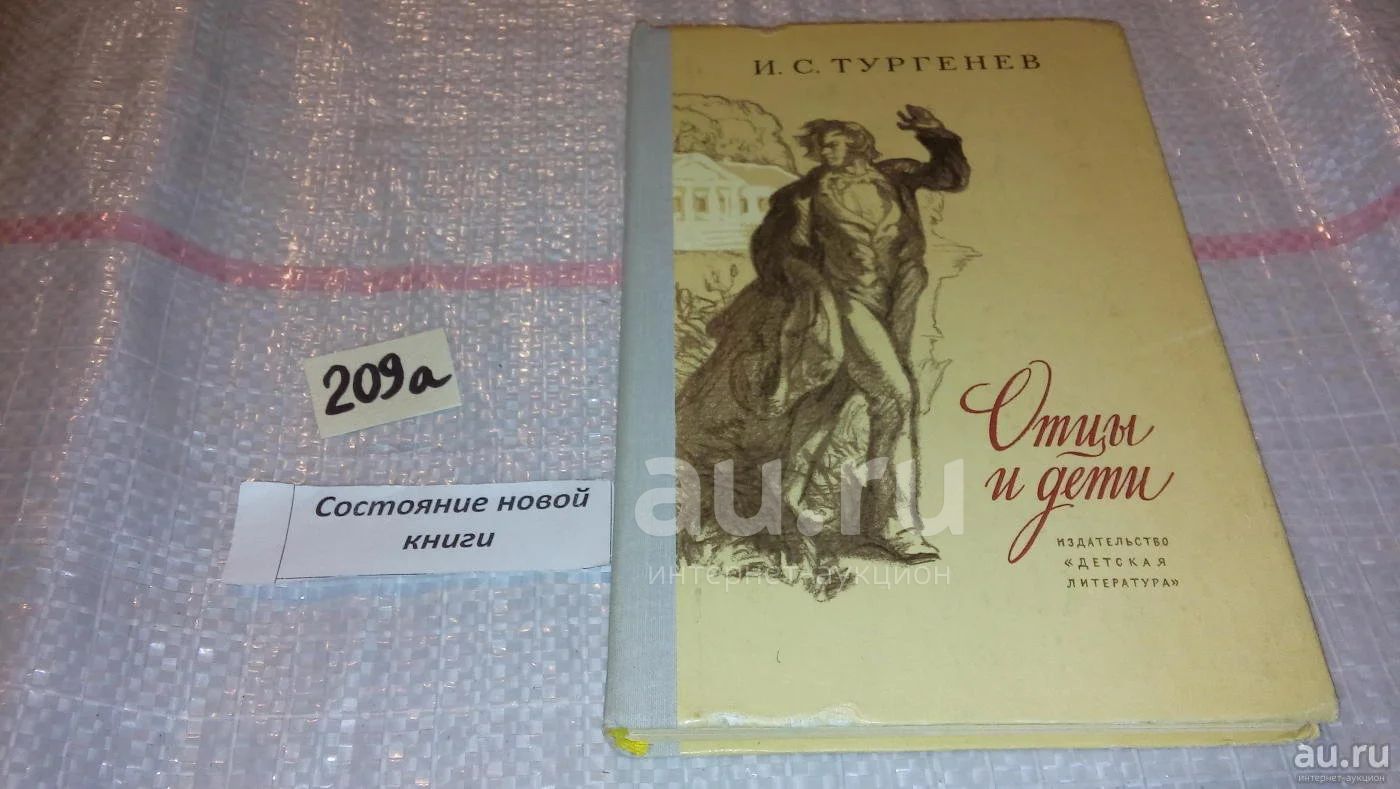 И. С. ТУРГЕНЕВ
Отцы
и дети
ИЗДАТЕЛЬСТВО
«ДЕТСКАЯ
ЛИТЕРАТУРА»
209а
Состояние новой
книги
au.ru
интернет-аукцион
au.ru
интернет-аукцион